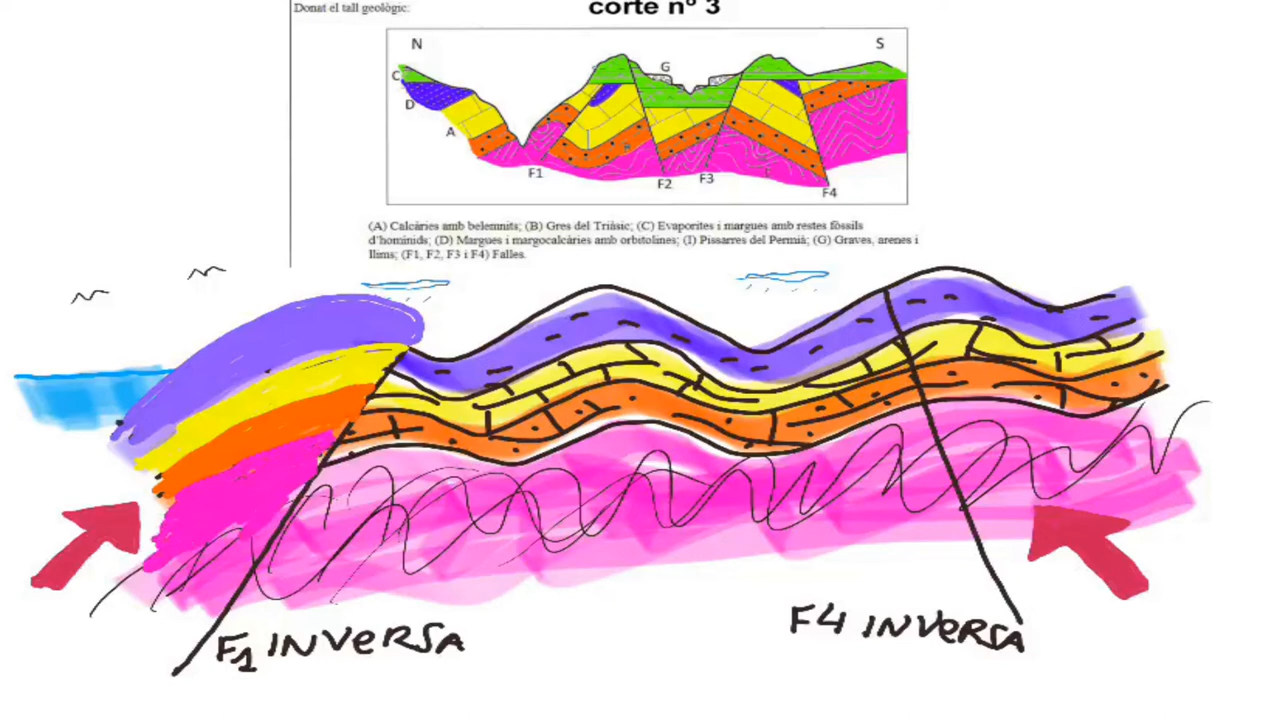 Donat el tall geològic:
corte nº 3
N
S
C
G
D
A
B
F1
F2
F3
I
F4
(A) Calcàries amb belemnits; (B) Gres del Triàsic; (C) Evaporites i margues amb restes fòssils
d'homínids; (D) Margues i margocalcàries amb orbitolines; (I) Pissarres del Permià; (G) Graves, arenes i
llims; (F1, F2, F3 i F4) Falles.
F1 INVERSA
F4 INVERSA